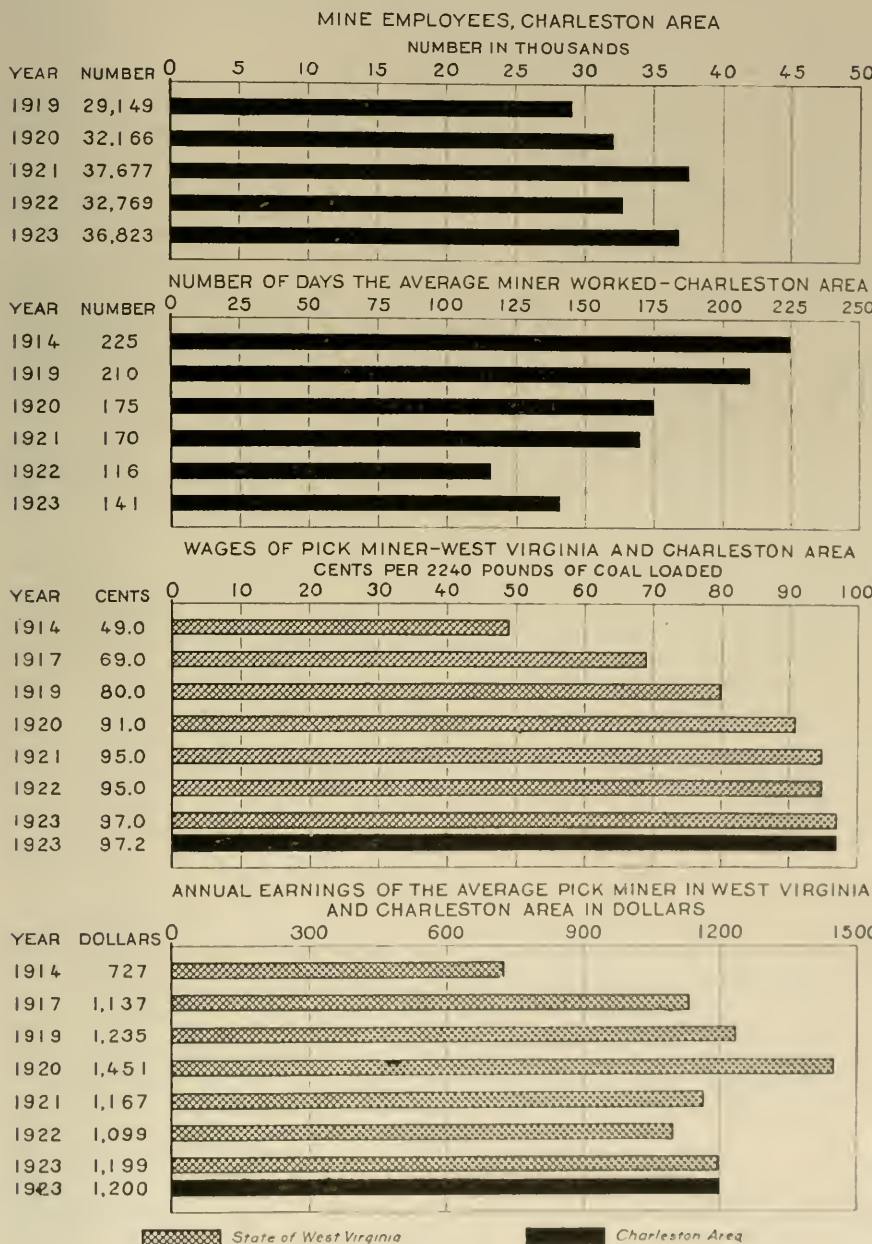 MINE EMPLOYEES, CHARLESTON AREA
NUMBER IN THOUSANDS
YEAR NUMBER 0 5 10 15 20 25 30 35 40 45 50
1919 29,149
1920 32,166
1921 37,677
1922 32,769
1923 36,823
NUMBER OF DAYS THE AVERAGE MINER WORKED-CHARLESTON AREA
YEAR NUMBER 0 25 50 75 100 125 150 175 200 225 250
1914 225
1919 210
1920 175
1921 170
1922 116
1923 141
WAGES OF PICK MINER-WEST VIRGINIA AND CHARLESTON AREA
CENTS PER 2240 POUNDS OF COAL LOADED
YEAR CENTS 0 10 20 30 40 50 60 70 80 90 100
1914 49.0
1917 69.0
1919 80.0
1920 91.0
1921 95.0
1922 95.0
1923 97.0
1923 97.2
ANNUAL EARNINGS OF THE AVERAGE PICK MINER IN WEST VIRGINIA
AND CHARLESTON AREA IN DOLLARS
YEAR DOLLARS 0 300 600 900 1200 1500
1914 727
1917 1,137
1919 1,235
1920 1,451
1921 1,167
1922 1,099
1923 1,199
1923 1,200
State of West Virginia Charleston Area